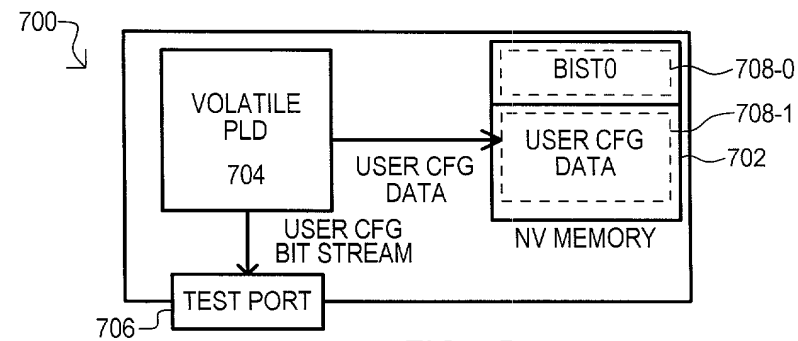 700
VOLATILE
PLD
704
BIST0
708-0
708-1
USER CFG
DATA
702
USER CFG
DATA
NV MEMORY
USER CFG
BIT STREAM
TEST PORT
706